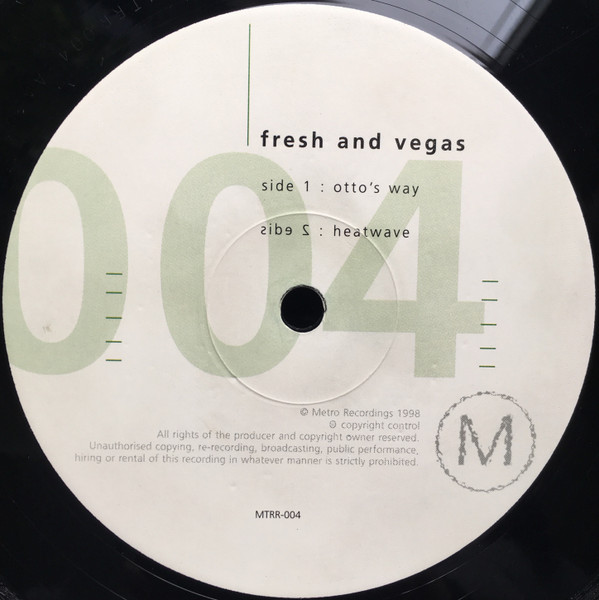 fresh and vegas
side 1 : otto's way
side 2 : heatwave
004
© Metro Recordings 1998
℗ copyright control
All rights of the producer and copyright owner reserved.
Unauthorised copying, re-recording, broadcasting, public performance,
hiring or rental of this recording in whatever manner is strictly prohibited.
M
MTRR-004